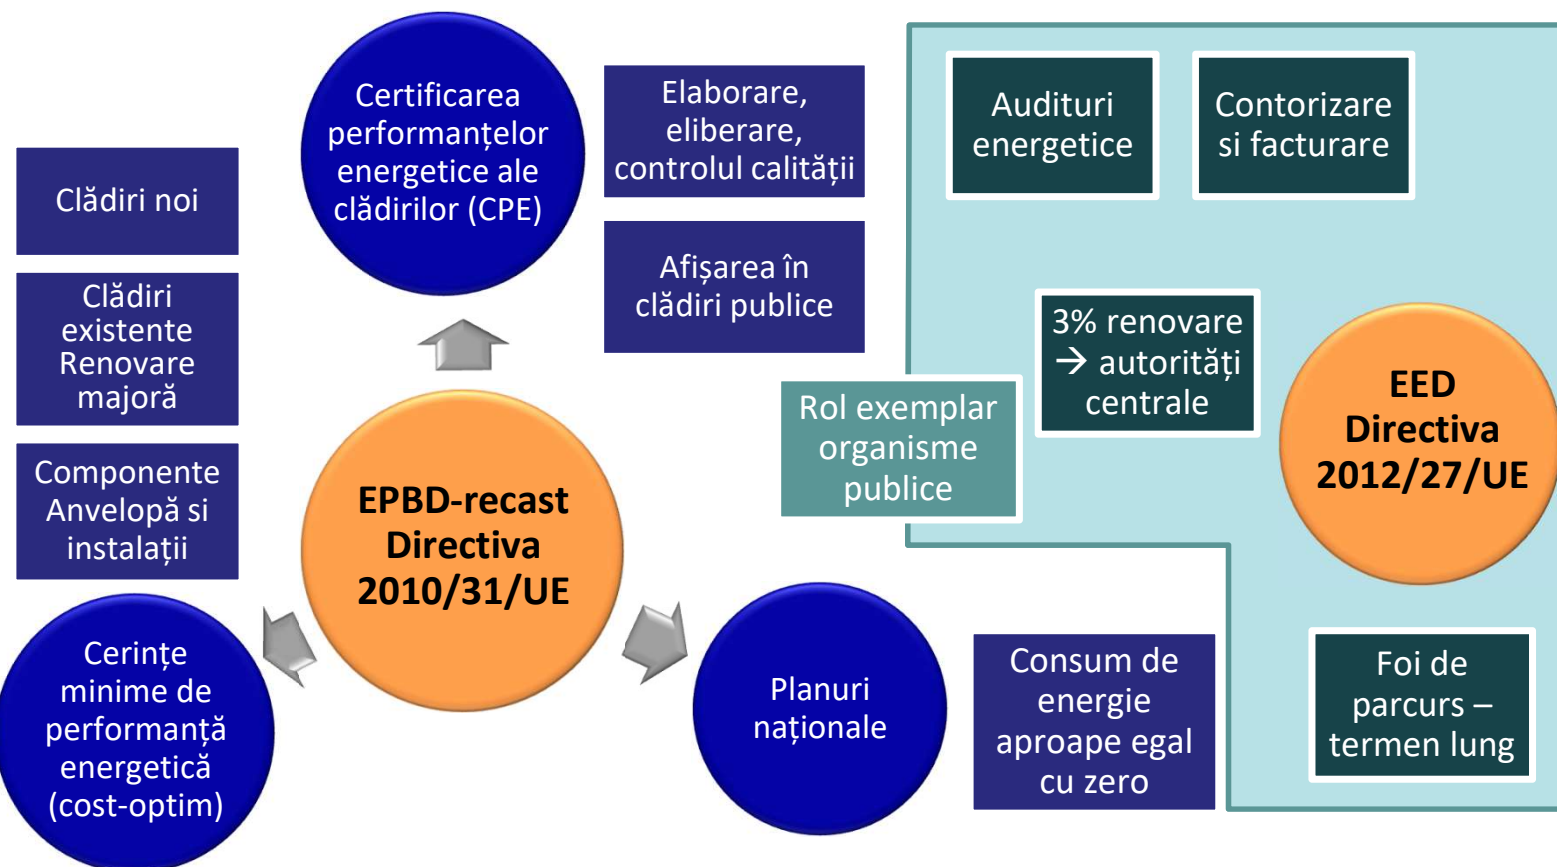 Certificarea
performanțelor
energetice ale
clădirilor (CPE)
Elaborare,
eliberare,
controlul calității
Afișarea în
clădiri publice
Clădiri noi
Clădiri
existente
Renovare
majoră
Componente
Anvelopă si
instalații
EPBD-recast
Directiva
2010/31/UE
Cerințe
minime de
performanță
energetică
(cost-optim)
Planuri
naționale
Consum de
energie
aproape egal
cu zero
Audituri
energetice
Contorizare
si facturare
3% renovare
→ autorități
centrale
Rol exemplar
organisme
publice
EED
Directiva
2012/27/UE
Foi de
parcurs –
termen lung